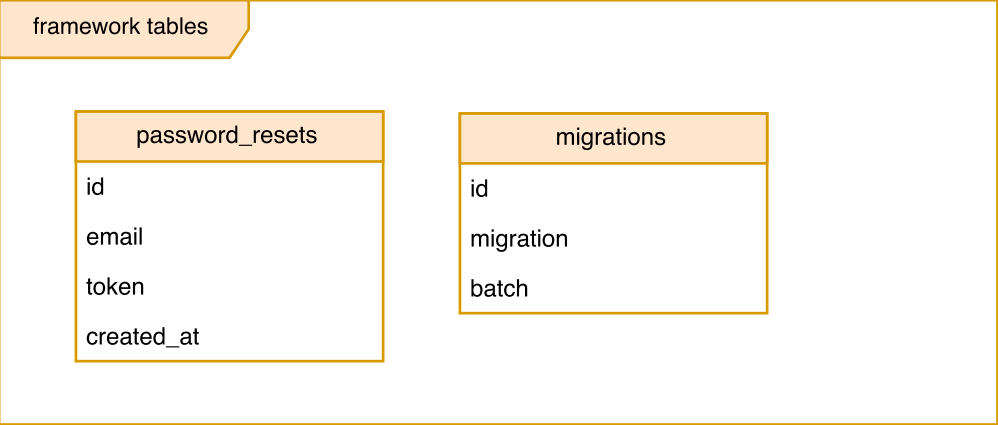 framework tables
password_resets
id
email
token
created_at
migrations
id
migration
batch